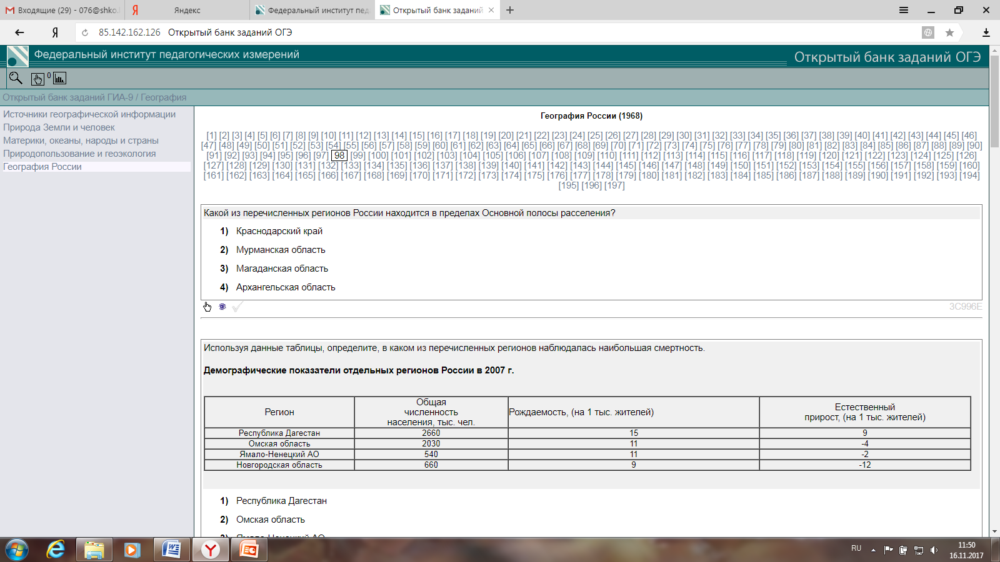 Входящие (29) - 076@shko.
Яндекс
Федеральный институт пед
Открытый банк заданий
85.142.162.126 Открытый банк заданий ОГЭ
Федеральный институт педагогических измерений
Открытый банк заданий ОГЭ
0
Открытый банк заданий ГИА-9 / География
Источники географической информации
Природа Земли и человек
Материки, океаны, народы и страны
Природопользование и геоэкология
География России
География России (1968)
[1] [2] [3] [4] [5] [6] [7] [8] [9] [10] [11] [12] [13] [14] [15] [16] [17] [18] [19] [20] [21] [22] [23] [24] [25] [26] [27] [28] [29] [30] [31] [32] [33] [34] [35] [36] [37] [38] [39] [40] [41] [42] [43] [44] [45] [46]
[47] [48] [49] [50] [51] [52] [53] [54] [55] [56] [57] [58] [59] [60] [61] [62] [63] [64] [65] [66] [67] [68] [69] [70] [71] [72] [73] [74] [75] [76] [77] [78] [79] [80] [81] [82] [83] [84] [85] [86] [87] [88] [89] [90]
[91] [92] [93] [94] [95] [96] [97] 98 [99] [100] [101] [102] [103] [104] [105] [106] [107] [108] [109] [110] [111] [112] [113] [114] [115] [116] [117] [118] [119] [120] [121] [122] [123] [124] [125] [126]
[127] [128] [129] [130] [131] [132] [133] [134] [135] [136] [137] [138] [139] [140] [141] [142] [143] [144] [145] [146] [147] [148] [149] [150] [151] [152] [153] [154] [155] [156] [157] [158] [159] [160]
[161] [162] [163] [164] [165] [166] [167] [168] [169] [170] [171] [172] [173] [174] [175] [176] [177] [178] [179] [180] [181] [182] [183] [184] [185] [186] [187] [188] [189] [190] [191] [192] [193] [194]
[195] [196] [197]
Какой из перечисленных регионов России находится в пределах Основной полосы расселения?
1) Краснодарский край
2) Мурманская область
3) Магаданская область
4) Архангельская область
3C996E
Используя данные таблицы, определите, в каком из перечисленных регионов наблюдалась наибольшая смертность.
Демографические показатели отдельных регионов России в 2007 г.
Регион
Общая
численность
населения, тыс. чел.
Рождаемость, (на 1 тыс. жителей)
Естественный
прирост, (на 1 тыс. жителей)
Республика Дагестан 2660 15 9
Омская область 2030 11 -4
Ямало-Ненецкий АО 540 11 -2
Новгородская область 660 9 -12
1) Республика Дагестан
2) Омская область
3) Ямало-Ненецкий АО
RU
11:50
16.11.2017